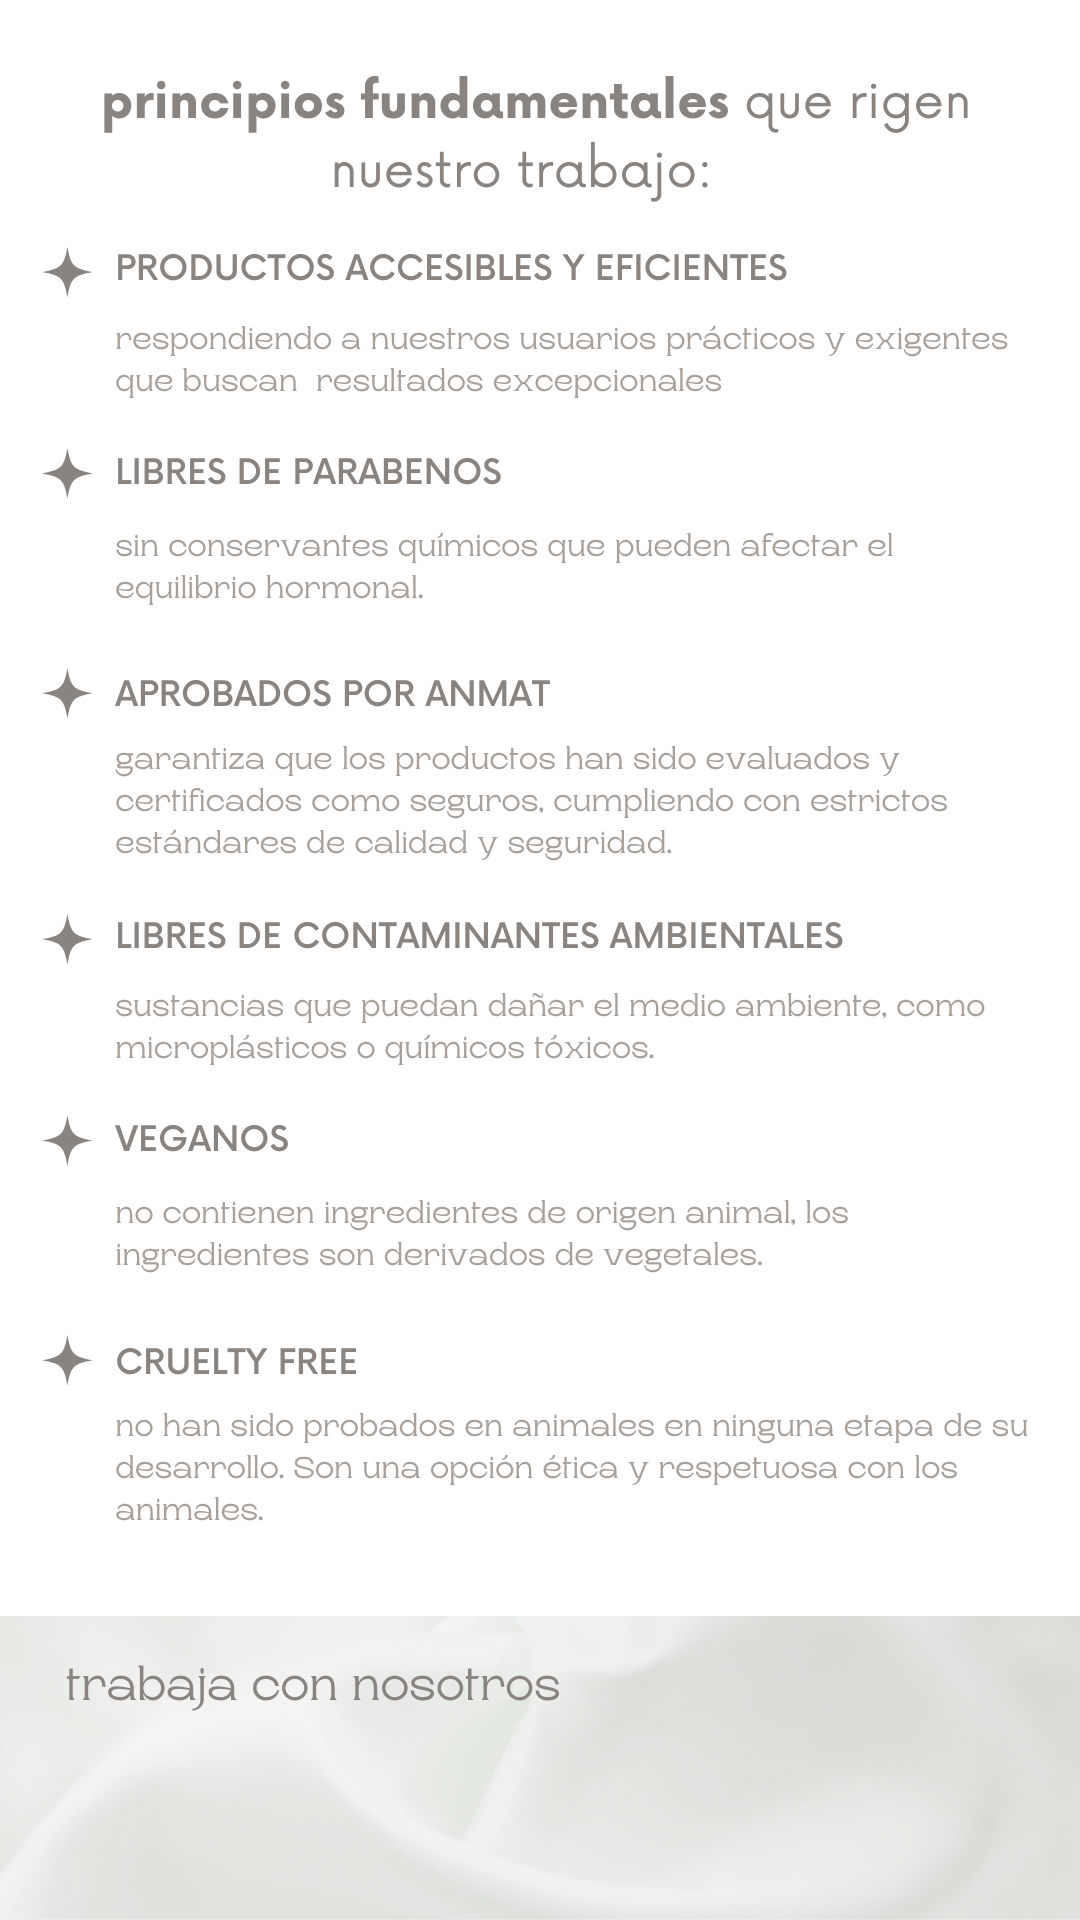 principios fundamentales que rigen
nuestro trabajo:
PRODUCTOS ACCESIBLES Y EFICIENTES
respondiendo a nuestros usuarios prácticos y exigentes
que buscan  resultados excepcionales
LIBRES DE PARABENOS
sin conservantes químicos que pueden afectar el
equilibrio hormonal.
APROBADOS POR ANMAT
garantiza que los productos han sido evaluados y
certificados como seguros, cumpliendo con estrictos
estándares de calidad y seguridad.
LIBRES DE CONTAMINANTES AMBIENTALES
sustancias que puedan dañar el medio ambiente, como
microplásticos o químicos tóxicos.
VEGANOS
no contienen ingredientes de origen animal, los
ingredientes son derivados de vegetales.
CRUELTY FREE
no han sido probados en animales en ninguna etapa de su
desarrollo. Son una opción ética y respetuosa con los
animales.
trabaja con nosotros